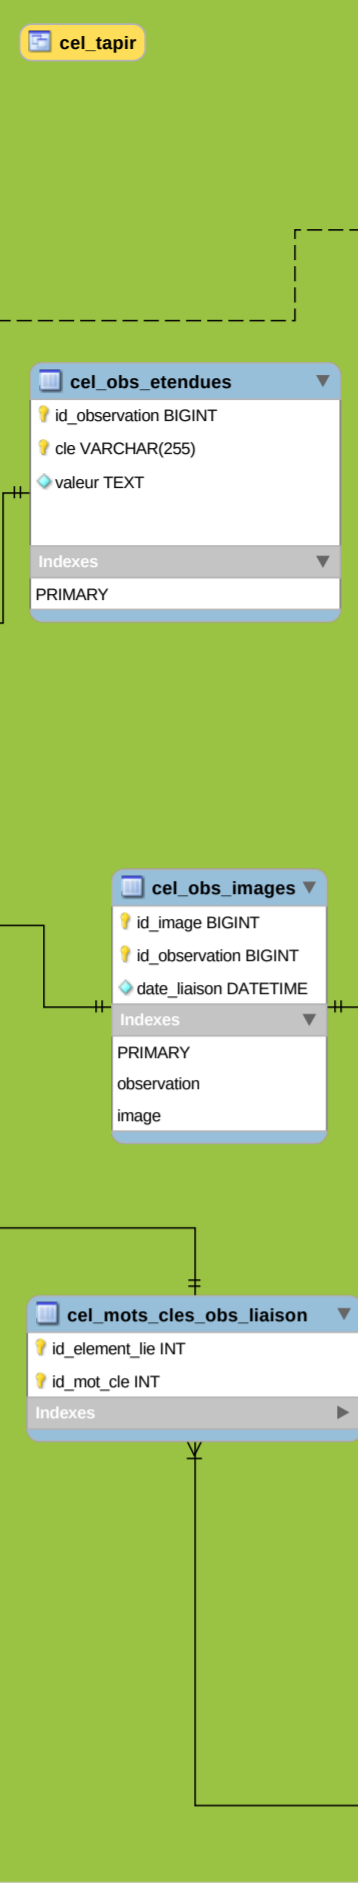 cel_tapir
cel_obs_etendues
id_observation BIGINT
cle VARCHAR(255)
valeur TEXT
Indexes
PRIMARY
cel_obs_images
id_image BIGINT
id_observation BIGINT
date_liaison DATETIME
Indexes
PRIMARY
observation
image
cel_mots_cles_obs_liaison
id_element_lie INT
id_mot_cle INT
Indexes